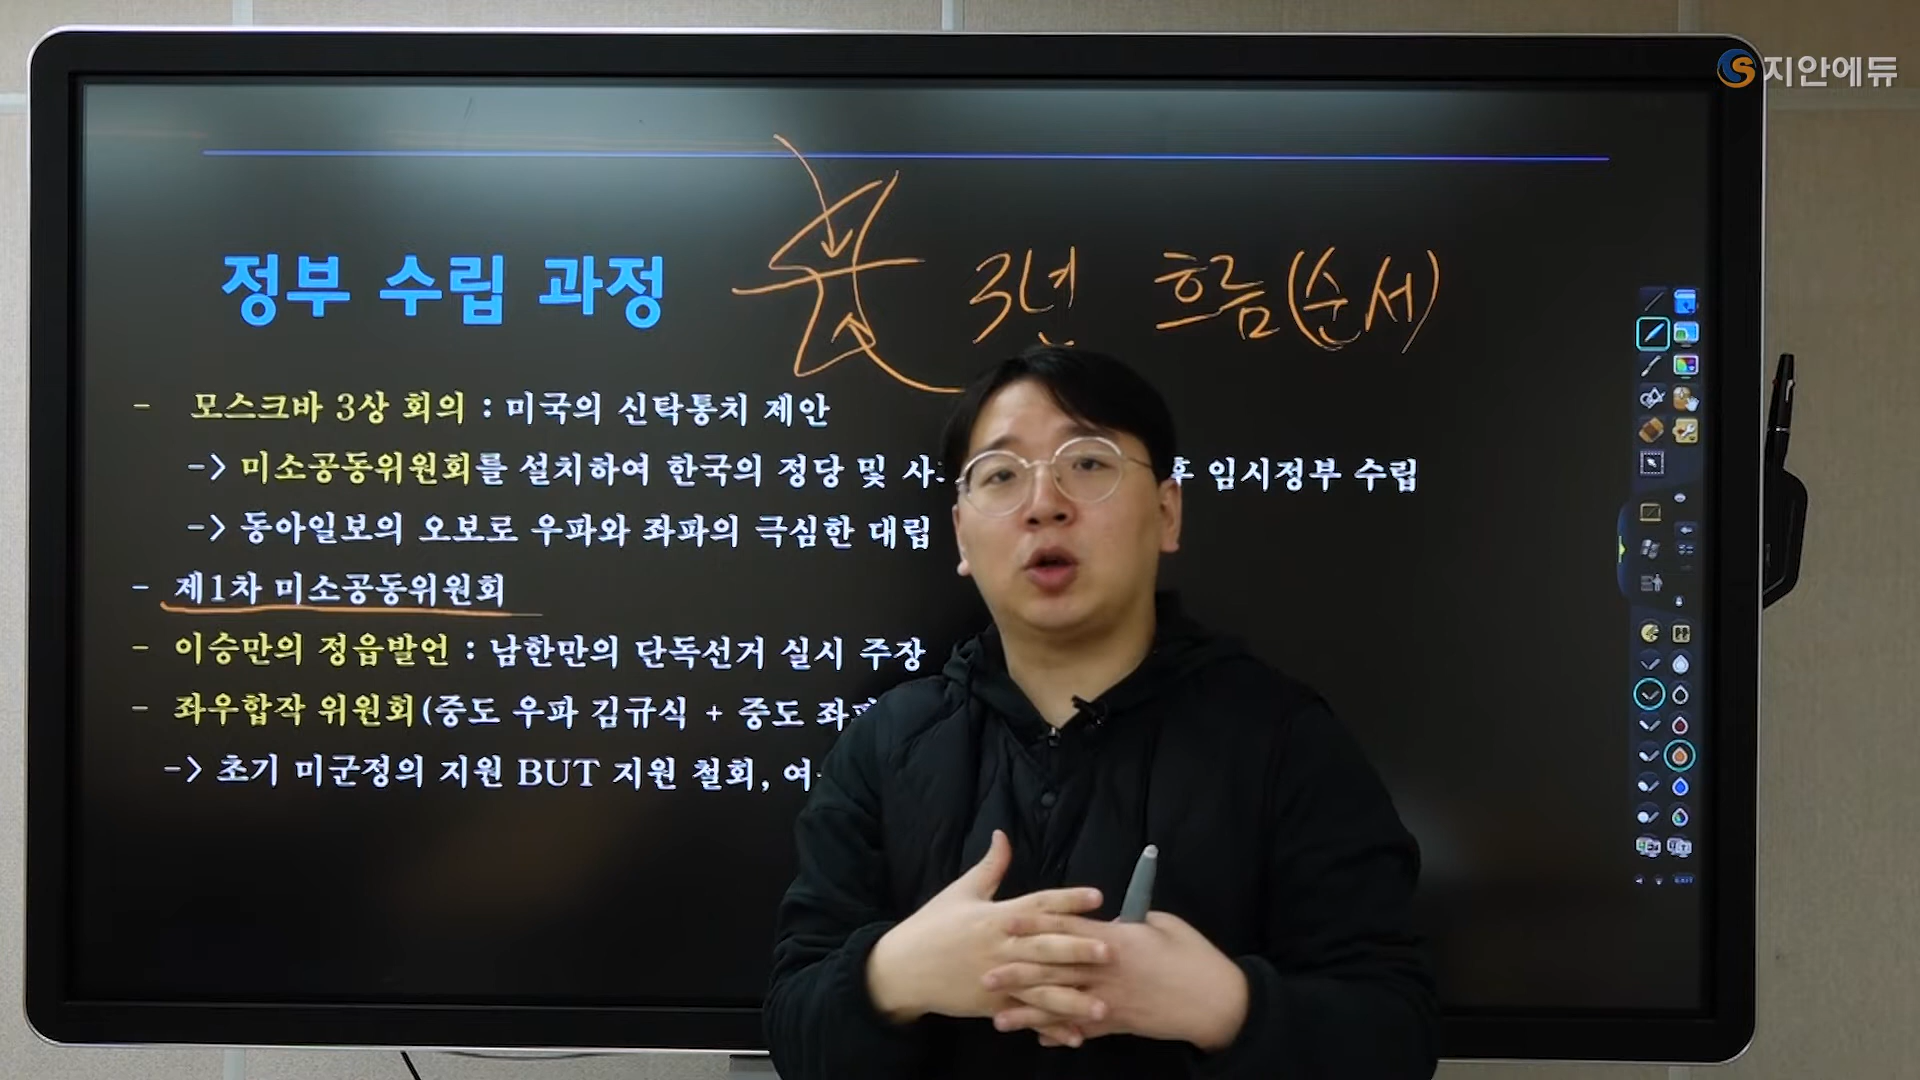 지안에듀
정부 수립 과정 3년 흐름(순서)
- 모스크바 3상 회의 : 미국의 신탁통치 제안
-> 미소공동위원회를 설치하여 한국의 정당 및 후 임시정부 수립
-> 동아일보의 오보로 우파와 좌파의 극심한 대립
- 제1차 미소공동위원회
- 이승만의 정읍발언 : 남한만의 단독선거 실시 주장
- 좌우합작 위원회(중도 우파 김규식 + 중도
-> 초기 미군정의 지원 BUT 지원 철회,
EXIT